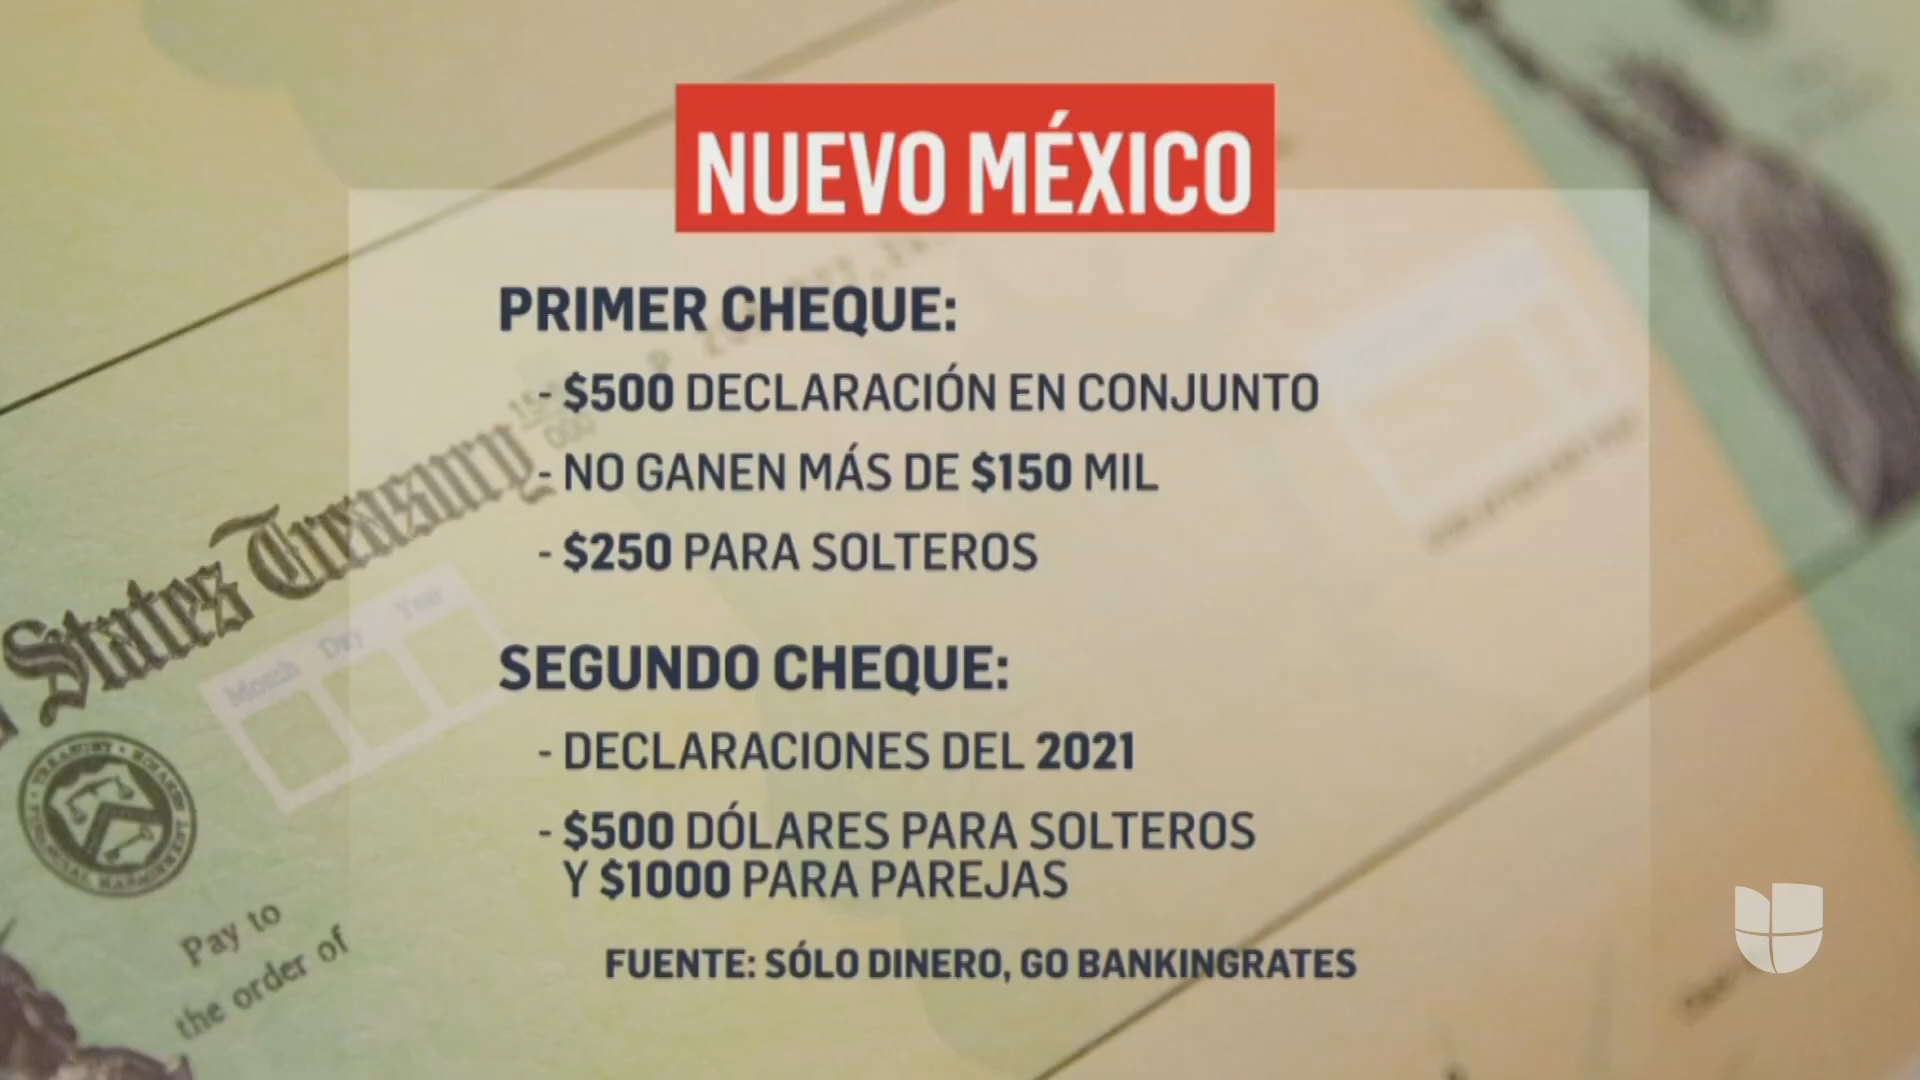 NUEVO MÉXICO
PRIMER CHEQUE:
- $500 DECLARACIÓN EN CONJUNTO
- NO GANEN MÁS DE $150 MIL
- $250 PARA SOLTEROS
SEGUNDO CHEQUE:
- DECLARACIONES DEL 2021
- $500 DÓLARES PARA SOLTEROS
Y $1000 PARA PAREJAS
FUENTE: SÓLO DINERO, GO BANKINGRATES
States Treasury
Month Day Year
Pay to
the order of